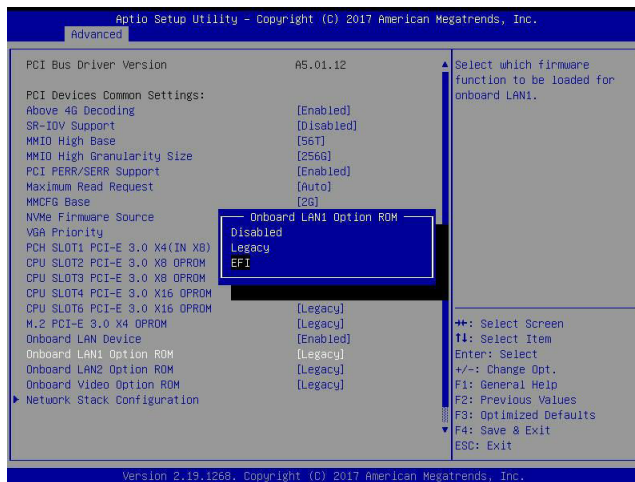 Aptio Setup Utility – Copyright (C) 2017 American Megatrends, Inc.
Advanced
PCI Bus Driver Version A5.01.12
PCI Devices Common Settings:
Above 4G Decoding [Enabled]
SR-IOV Support [Disabled]
MMIO High Base [56T]
MMIO High Granularity Size [256G]
PCI PERR/SERR Support [Enabled]
Maximum Read Request [Auto]
MMCFG Base [2G]
NVMe Firmware Source
VGA Priority
PCH SLOT1 PCI-E 3.0 X4(IN X8)
CPU SLOT2 PCI-E 3.0 X8 OPROM
CPU SLOT3 PCI-E 3.0 X8 OPROM
CPU SLOT4 PCI-E 3.0 X16 OPROM
CPU SLOT6 PCI-E 3.0 X16 OPROM [Legacy]
M.2 PCI-E 3.0 X4 OPROM [Legacy]
Onboard LAN Device [Enabled]
Onboard LAN1 Option ROM [Legacy]
Onboard LAN2 Option ROM [Legacy]
Onboard Video Option ROM [Legacy]
Network Stack Configuration
Onboard LAN1 Option ROM
Disabled
Legacy
EFI
Select which firmware
function to be loaded for
onboard LAN1.
→←: Select Screen
↑↓: Select Item
Enter: Select
+/-: Change Opt.
F1: General Help
F2: Previous Values
F3: Optimized Defaults
F4: Save & Exit
ESC: Exit
Version 2.19.1268. Copyright (C) 2017 American Megatrends, Inc.